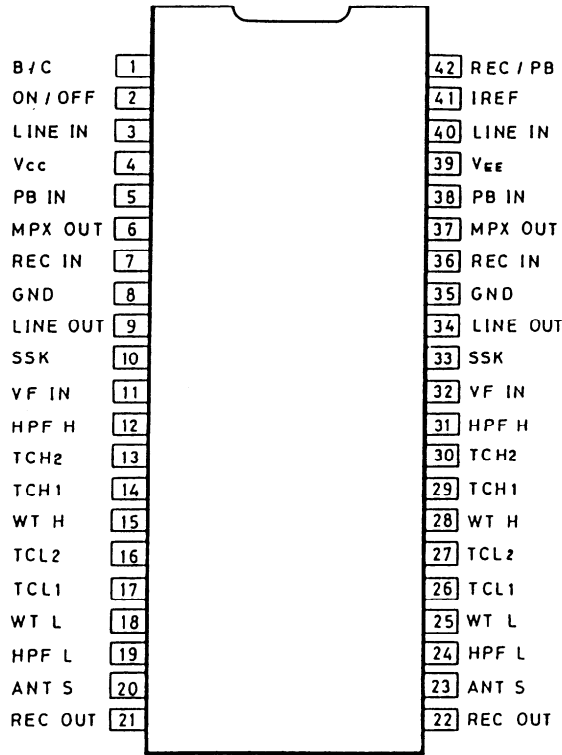 B/C 1 42 REC / PB
ON / OFF 2 41 IREF
LINE IN 3 40 LINE IN
Vcc 4 39 VEE
PB IN 5 38 PB IN
MPX OUT 6 37 MPX OUT
REC IN 7 36 REC IN
GND 8 35 GND
LINE OUT 9 34 LINE OUT
SSK 10 33 SSK
VF IN 11 32 VF IN
HPF H 12 31 HPF H
TCH2 13 30 TCH2
TCH1 14 29 TCH1
WT H 15 28 WT H
TCL2 16 27 TCL2
TCL1 17 26 TCL1
WT L 18 25 WT L
HPF L 19 24 HPF L
ANT S 20 23 ANT S
REC OUT 21 22 REC OUT